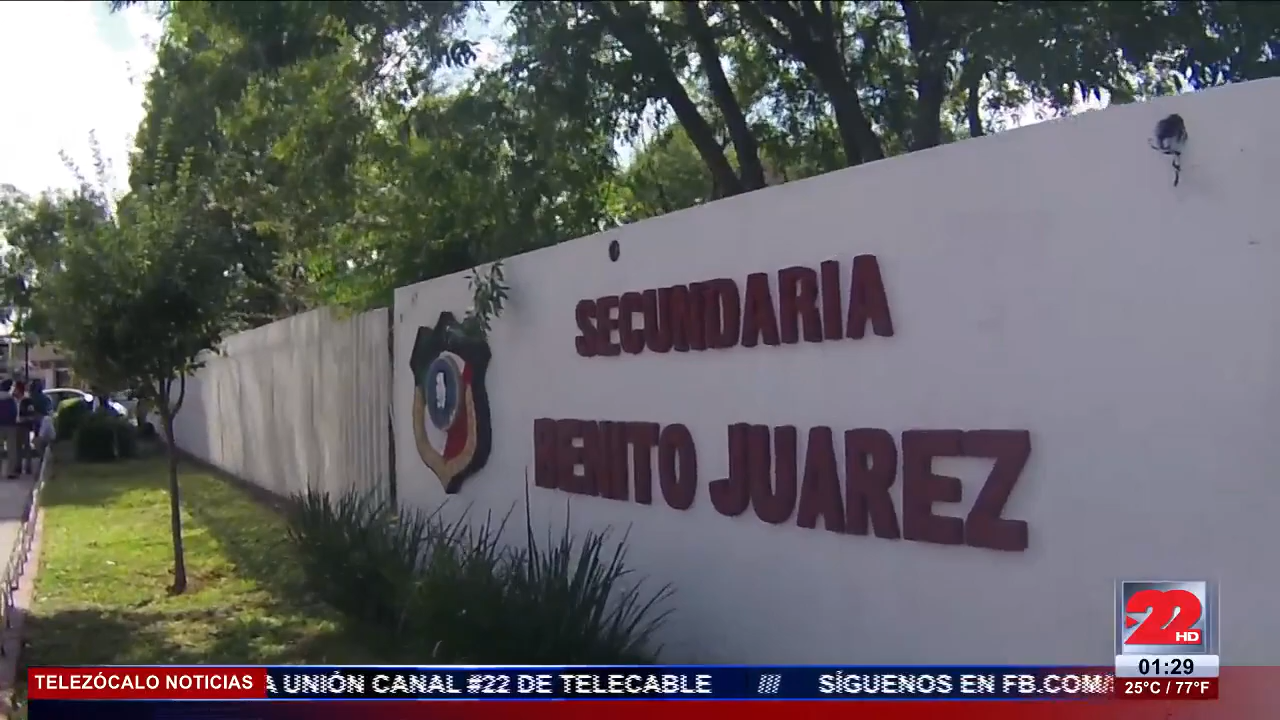 SECUNDARIA
BENITO JUAREZ
22
HD
01:29
25°C / 77°F
TELEZÓCALO NOTICIAS
A UNIÓN CANAL #22 DE TELECABLE /// SÍGUENOS EN FB.COM